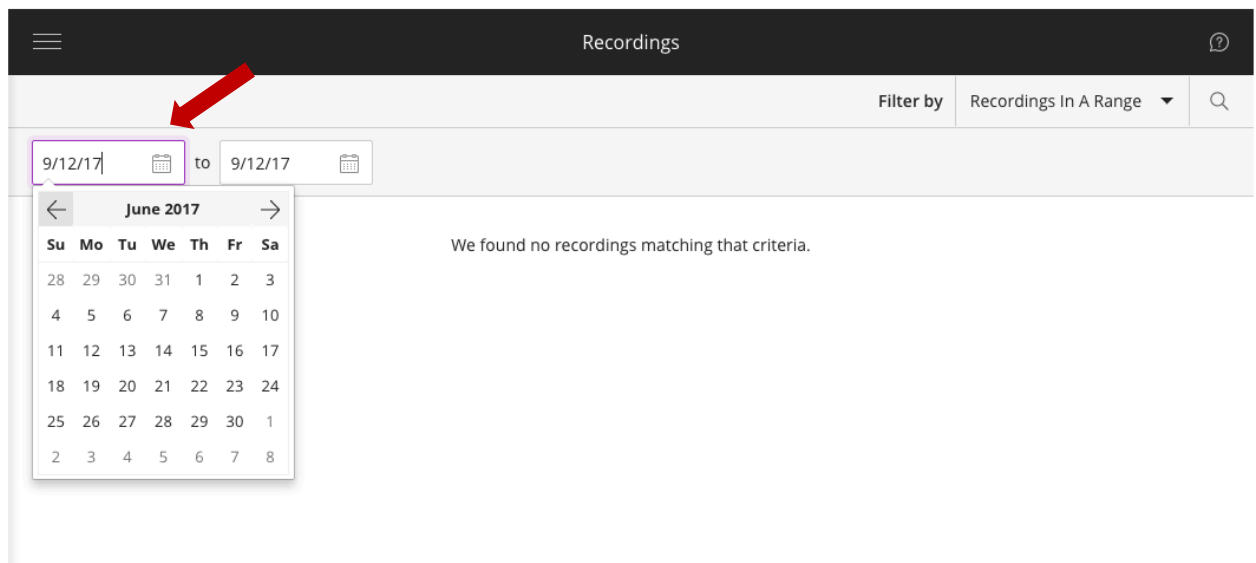 Recordings
Filter by Recordings In A Range
9/12/17 to 9/12/17
June 2017
Su Mo Tu We Th Fr Sa
28 29 30 31 1 2 3
4 5 6 7 8 9 10
11 12 13 14 15 16 17
18 19 20 21 22 23 24
25 26 27 28 29 30 1
2 3 4 5 6 7 8
We found no recordings matching that criteria.